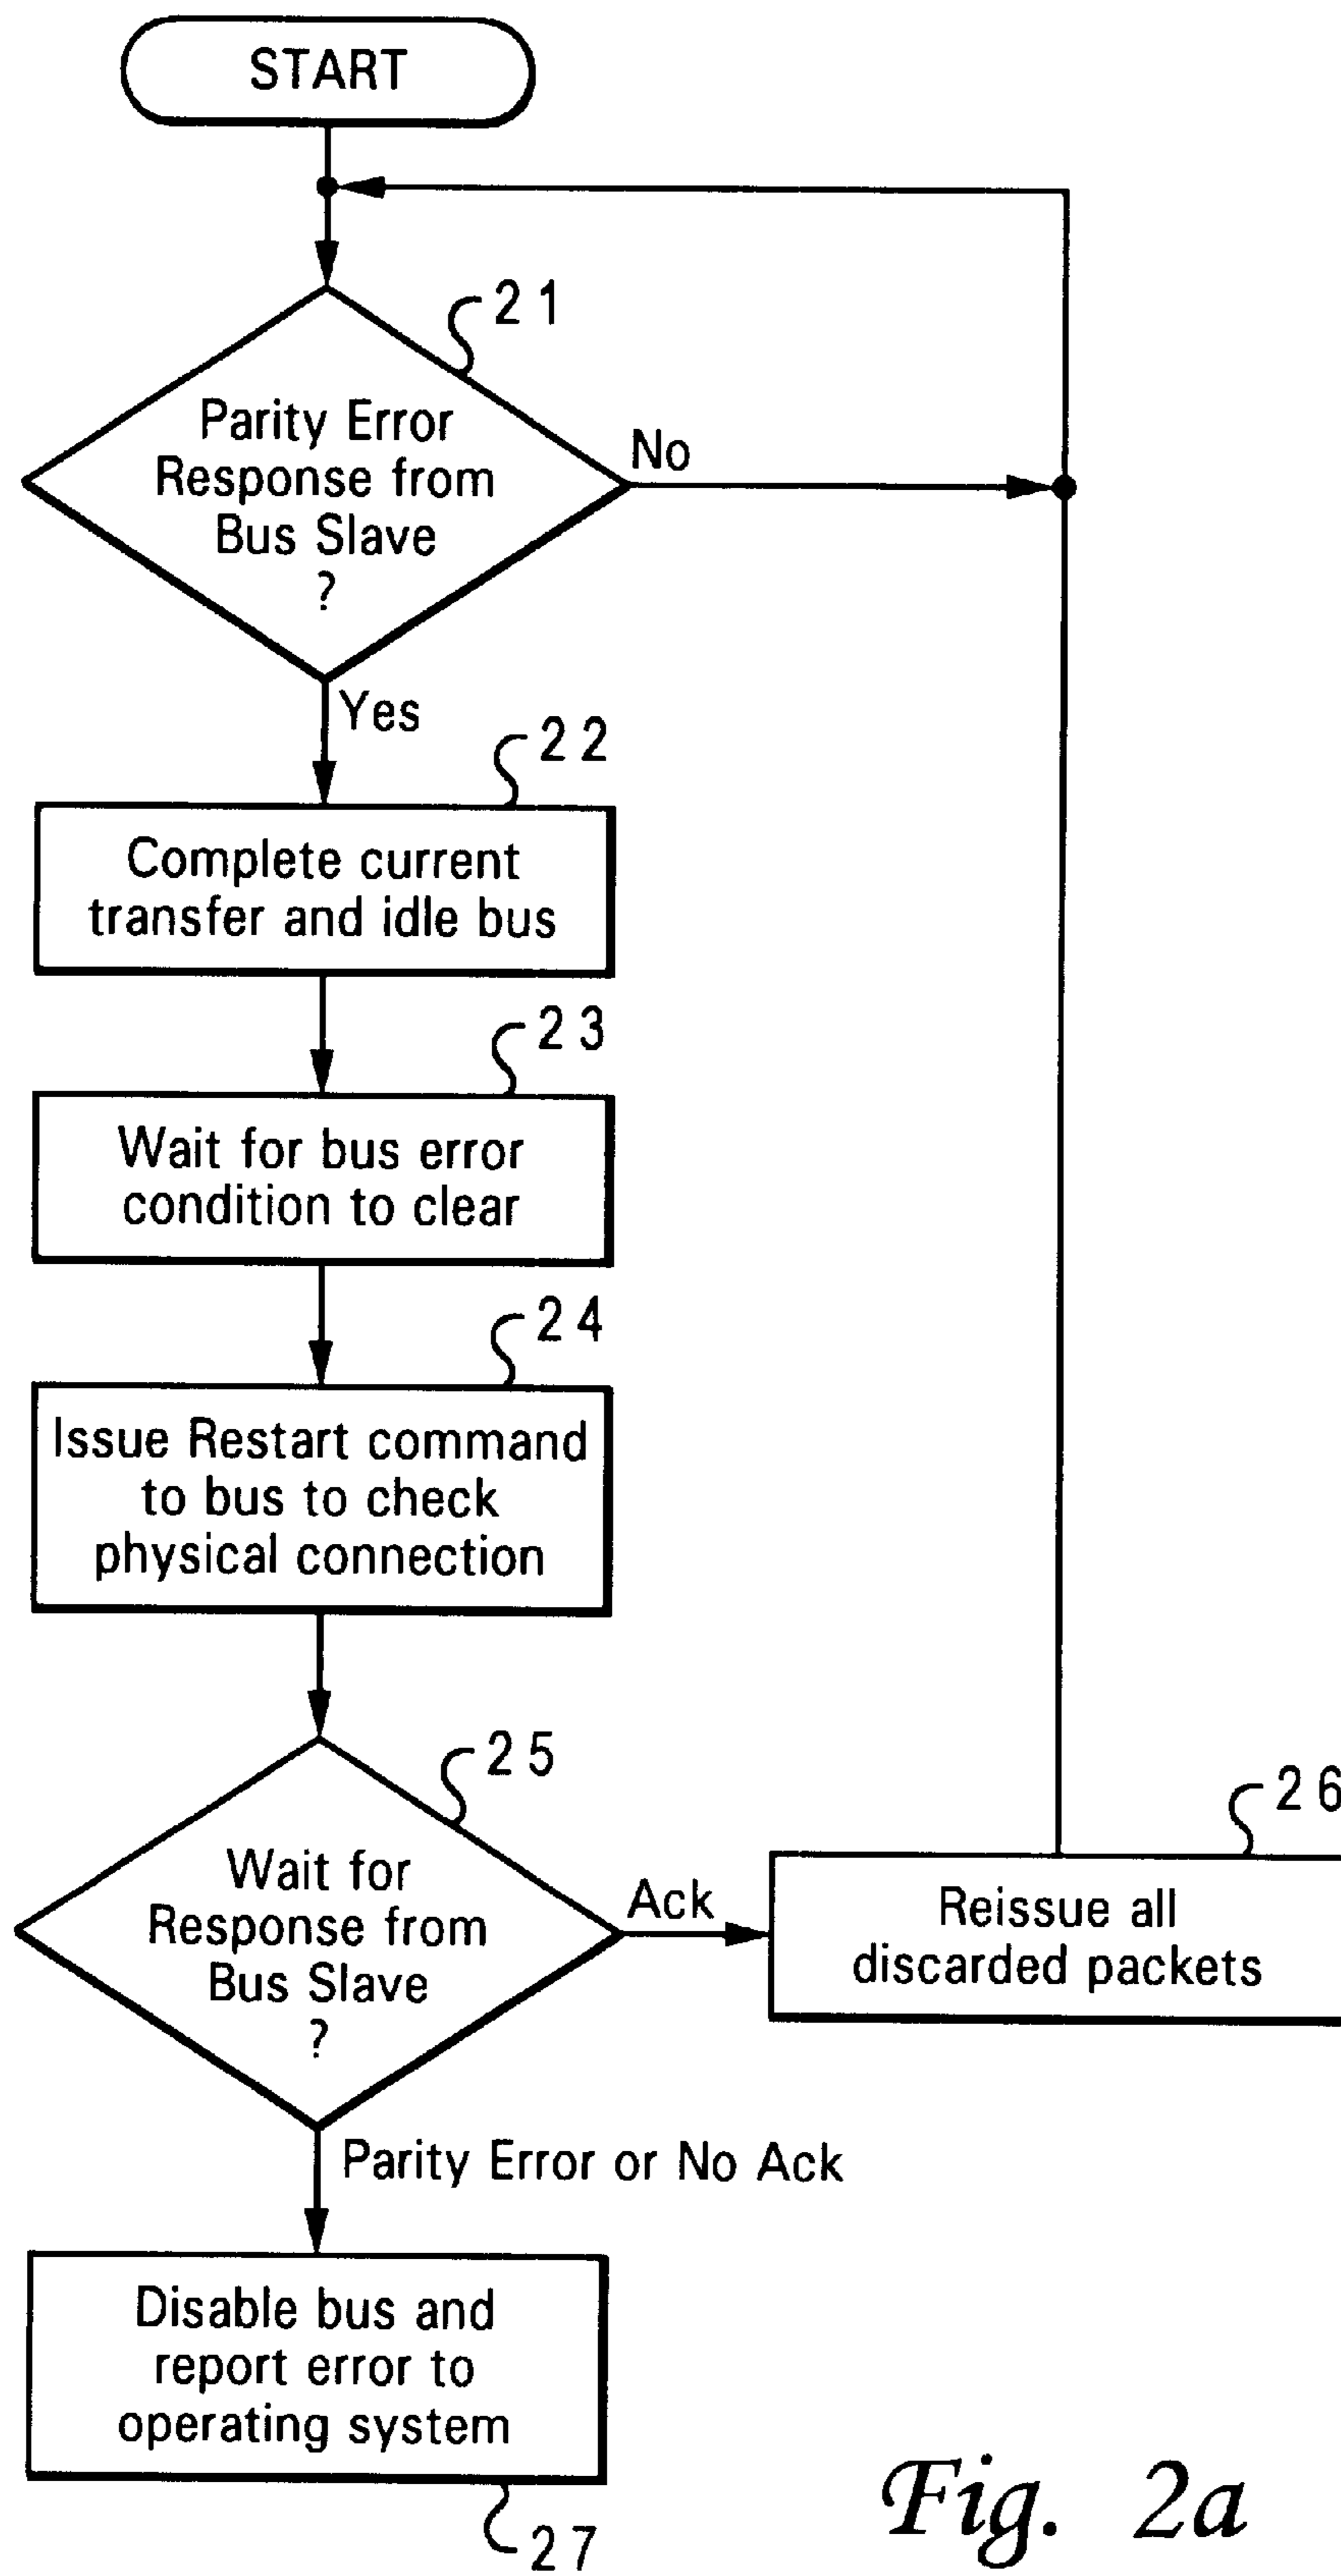 START
21
Parity Error
Response from
Bus Slave
?
No
Yes
22
Complete current
transfer and idle bus
23
Wait for bus error
condition to clear
24
Issue Restart command
to bus to check
physical connection
25
Wait for
Response from
Bus Slave
?
Ack
26
Reissue all
discarded packets
Parity Error or No Ack
Disable bus and
report error to
operating system
27
Fig. 2a